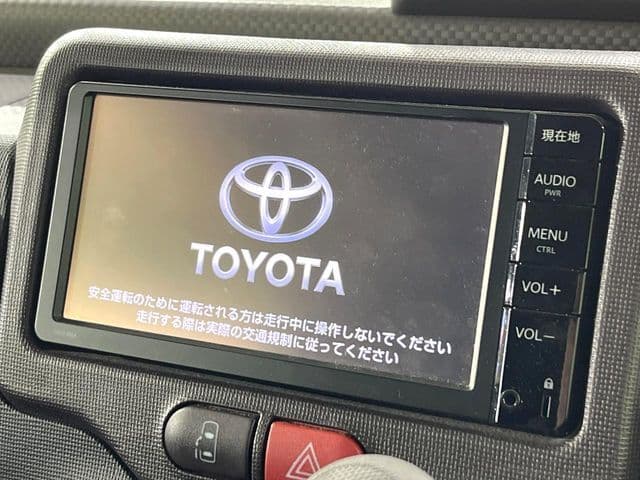 TOYOTA
安全運転のために運転される方は走行中に操作しないでください
走行する際は実際の交通規制に従ってください
現在地
AUDIO
PWR
MENU
CTRL
VOL+
VOL−